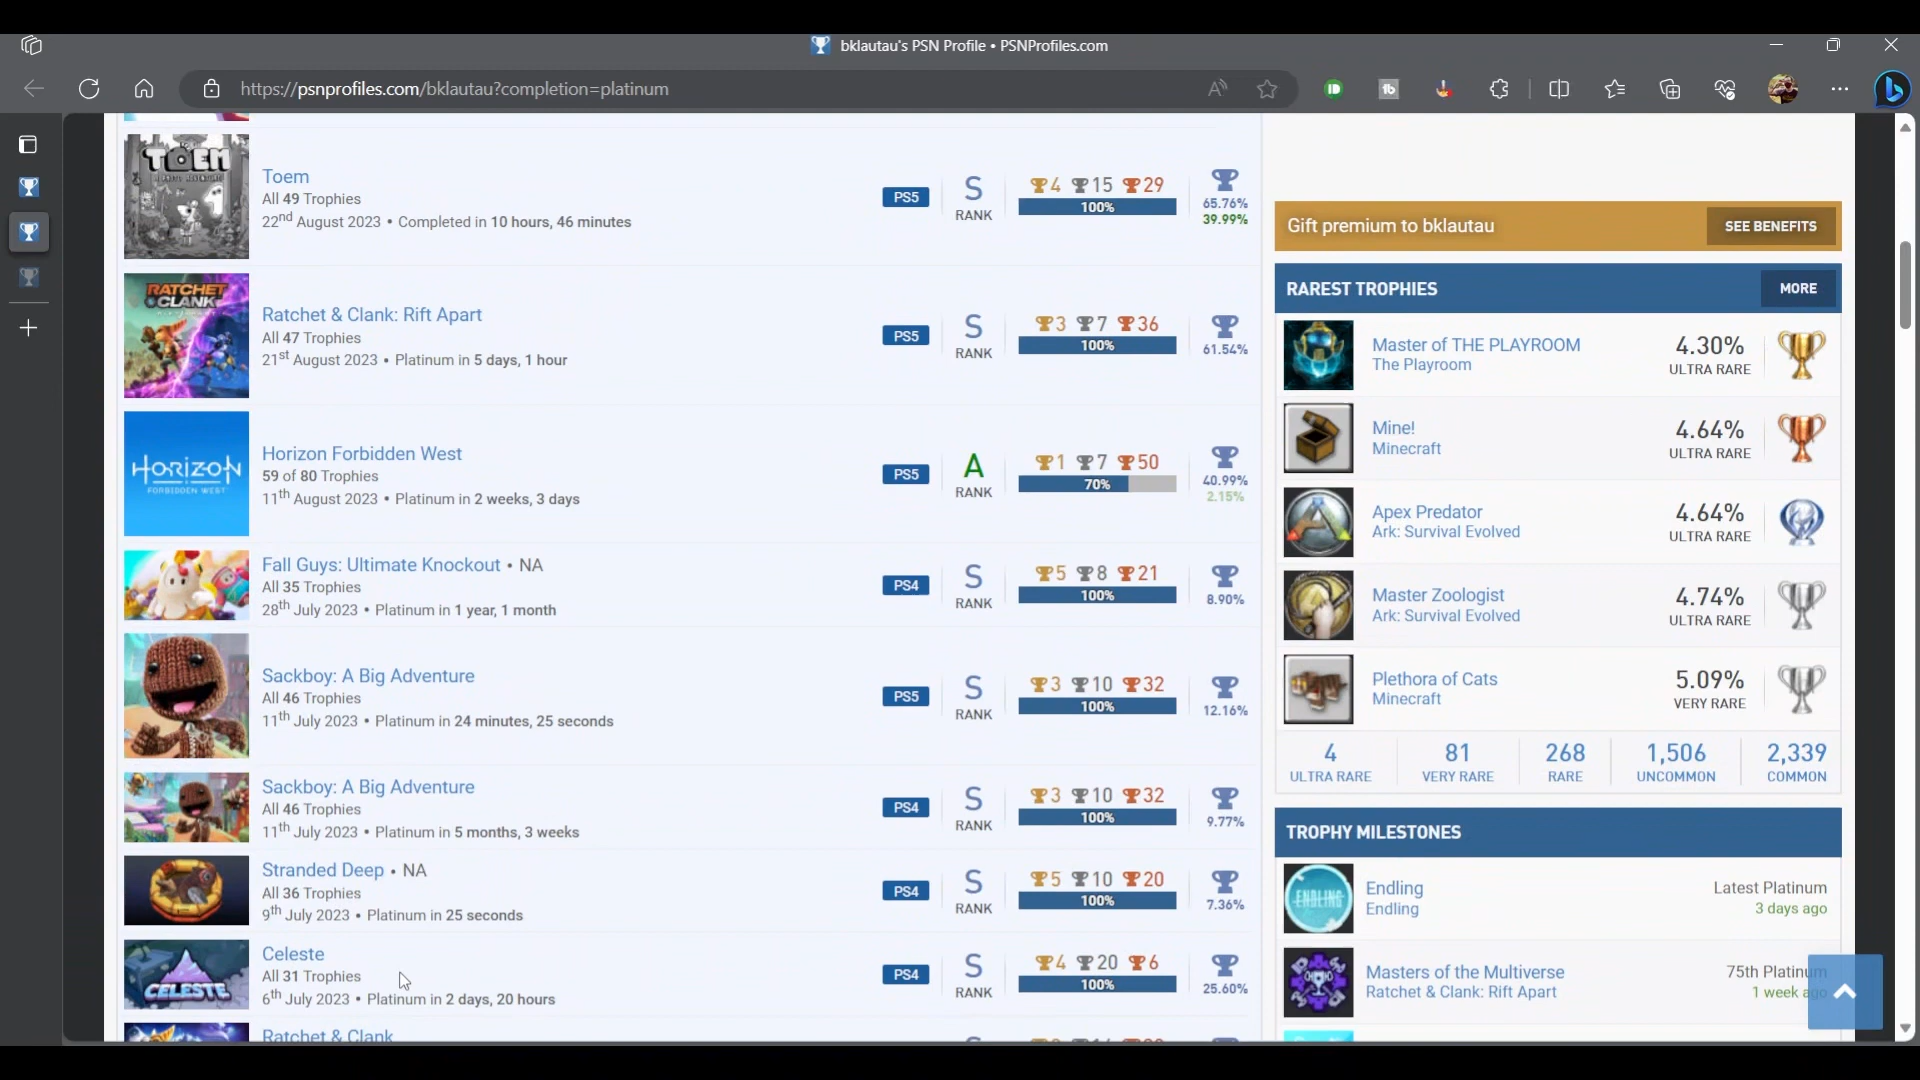 bklautau's PSN Profile • PSNProfiles.com
https://psnprofiles.com/bklautau?completion=platinum
TOEM
Toem
All 49 Trophies
22nd August 2023 • Completed in 10 hours, 46 minutes
PS5
S
RANK
4 15 29
100%
65.76%
39.99%
RATCHET
CLANK
Ratchet & Clank: Rift Apart
All 47 Trophies
21st August 2023 • Platinum in 5 days, 1 hour
PS5
S
RANK
3 7 36
100%
61.54%
HORIZON
FORBIDDEN WEST
Horizon Forbidden West
59 of 80 Trophies
11th August 2023 • Platinum in 2 weeks, 3 days
PS5
A
RANK
1 7 50
70%
40.99%
2.15%
Fall Guys: Ultimate Knockout • NA
All 35 Trophies
28th July 2023 • Platinum in 1 year, 1 month
PS4
S
RANK
5 8 21
100%
8.90%
Sackboy: A Big Adventure
All 46 Trophies
11th July 2023 • Platinum in 24 minutes, 25 seconds
PS5
S
RANK
3 10 32
100%
12.16%
Sackboy: A Big Adventure
All 46 Trophies
11th July 2023 • Platinum in 5 months, 3 weeks
PS4
S
RANK
3 10 32
100%
9.77%
Stranded Deep • NA
All 36 Trophies
9th July 2023 • Platinum in 25 seconds
PS4
S
RANK
5 10 20
100%
7.36%
CELESTE
Celeste
All 31 Trophies
6th July 2023 • Platinum in 2 days, 20 hours
PS4
S
RANK
4 20 6
100%
25.60%
Ratchet & Clank
Gift premium to bklautau
SEE BENEFITS
RAREST TROPHIES
MORE
Master of THE PLAYROOM
The Playroom
4.30%
ULTRA RARE
Mine!
Minecraft
4.64%
ULTRA RARE
Apex Predator
Ark: Survival Evolved
4.64%
ULTRA RARE
Master Zoologist
Ark: Survival Evolved
4.74%
ULTRA RARE
Plethora of Cats
Minecraft
5.09%
VERY RARE
4 81 268 1,506 2,339
ULTRA RARE VERY RARE RARE UNCOMMON COMMON
TROPHY MILESTONES
ENDLING
Endling
Endling
Latest Platinum
3 days ago
Masters of the Multiverse
Ratchet & Clank: Rift Apart
75th Platinum
1 week ago